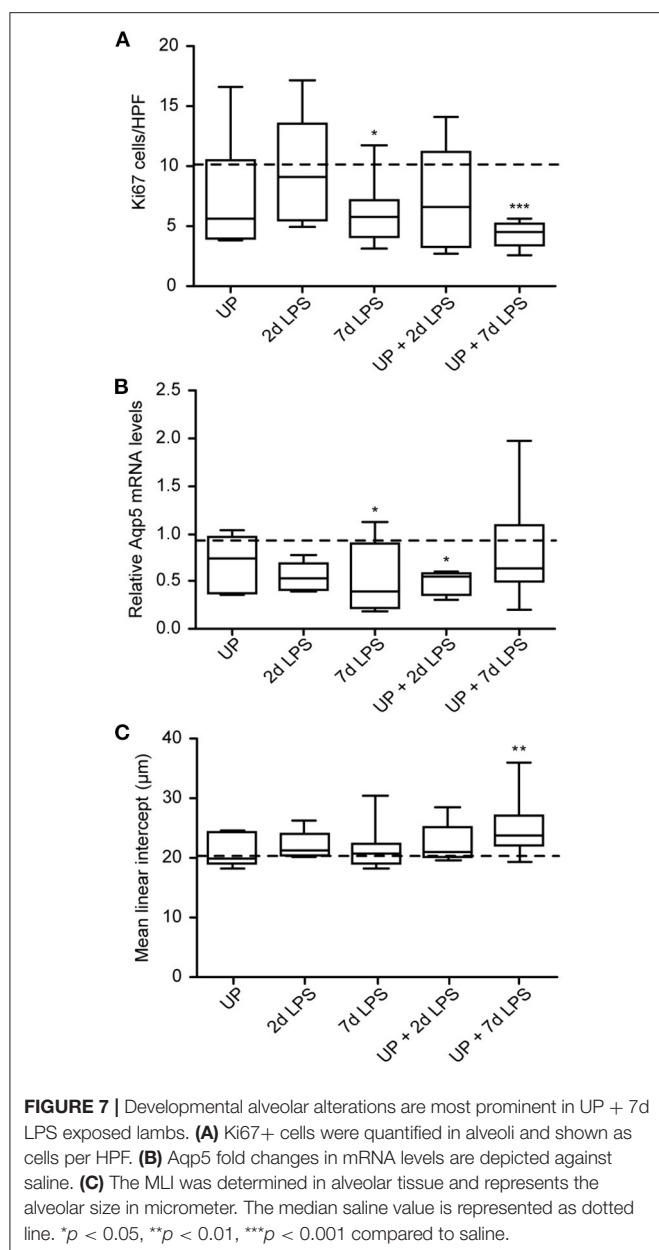 A
20
15
10
5
0
Ki67 cells/HPF
*
***
UP
2d LPS
7d LPS
UP + 2d LPS
UP + 7d LPS
B
2.5
2.0
1.5
1.0
0.5
0.0
Relative Aqp5 mRNA levels
*
*
UP
2d LPS
7d LPS
UP + 2d LPS
UP + 7d LPS
C
40
30
20
10
0
Mean linear intercept (µm)
**
UP
2d LPS
7d LPS
UP + 2d LPS
UP + 7d LPS
FIGURE 7 | Developmental alveolar alterations are most prominent in UP + 7d
LPS exposed lambs. (A) Ki67+ cells were quantified in alveoli and shown as
cells per HPF. (B) Aqp5 fold changes in mRNA levels are depicted against
saline. (C) The MLI was determined in alveolar tissue and represents the
alveolar size in micrometer. The median saline value is represented as dotted
line. *p < 0.05, **p < 0.01, ***p < 0.001 compared to saline.